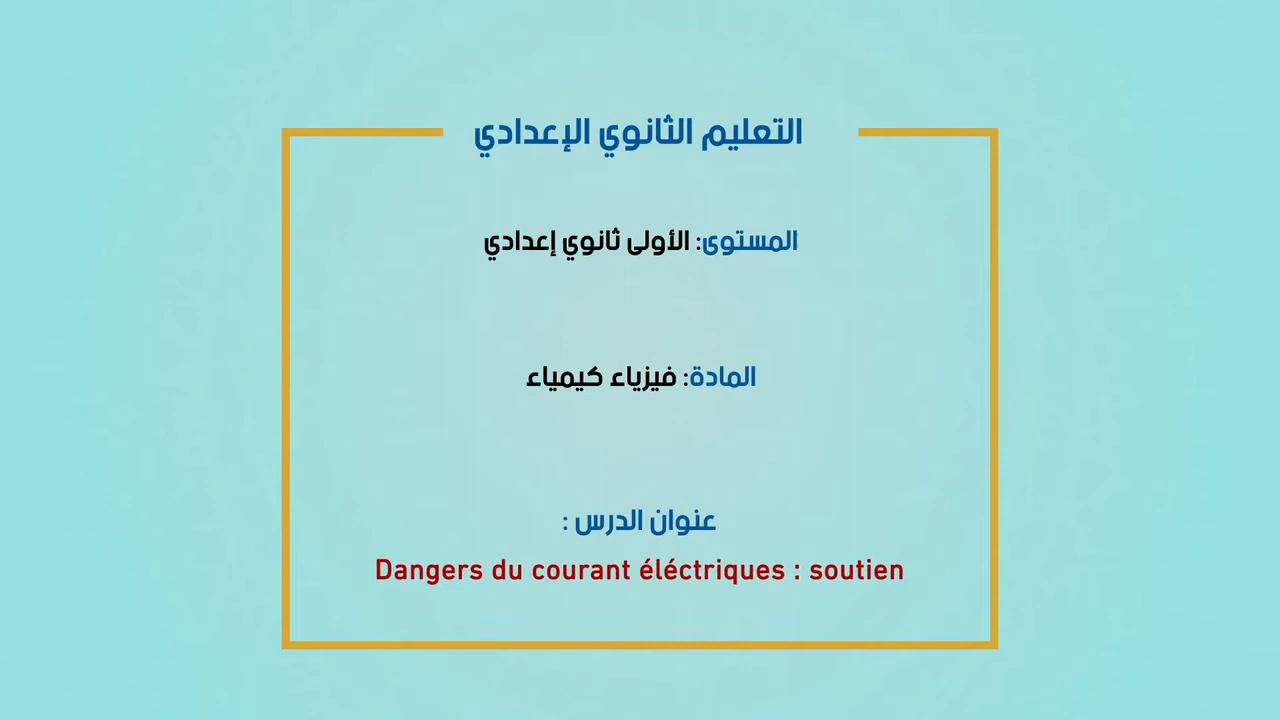 التعليم الثانوي الإعدادي
المستوى: الأولى ثانوي إعدادي
المادة: فيزياء كيمياء
عنوان الدرس :
Dangers du courant éléctriques : soutien